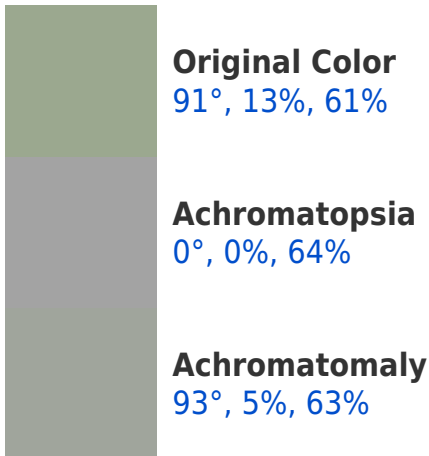 Original Color
91°, 13%, 61%
Achromatopsia
0°, 0%, 64%
Achromatomaly
93°, 5%, 63%